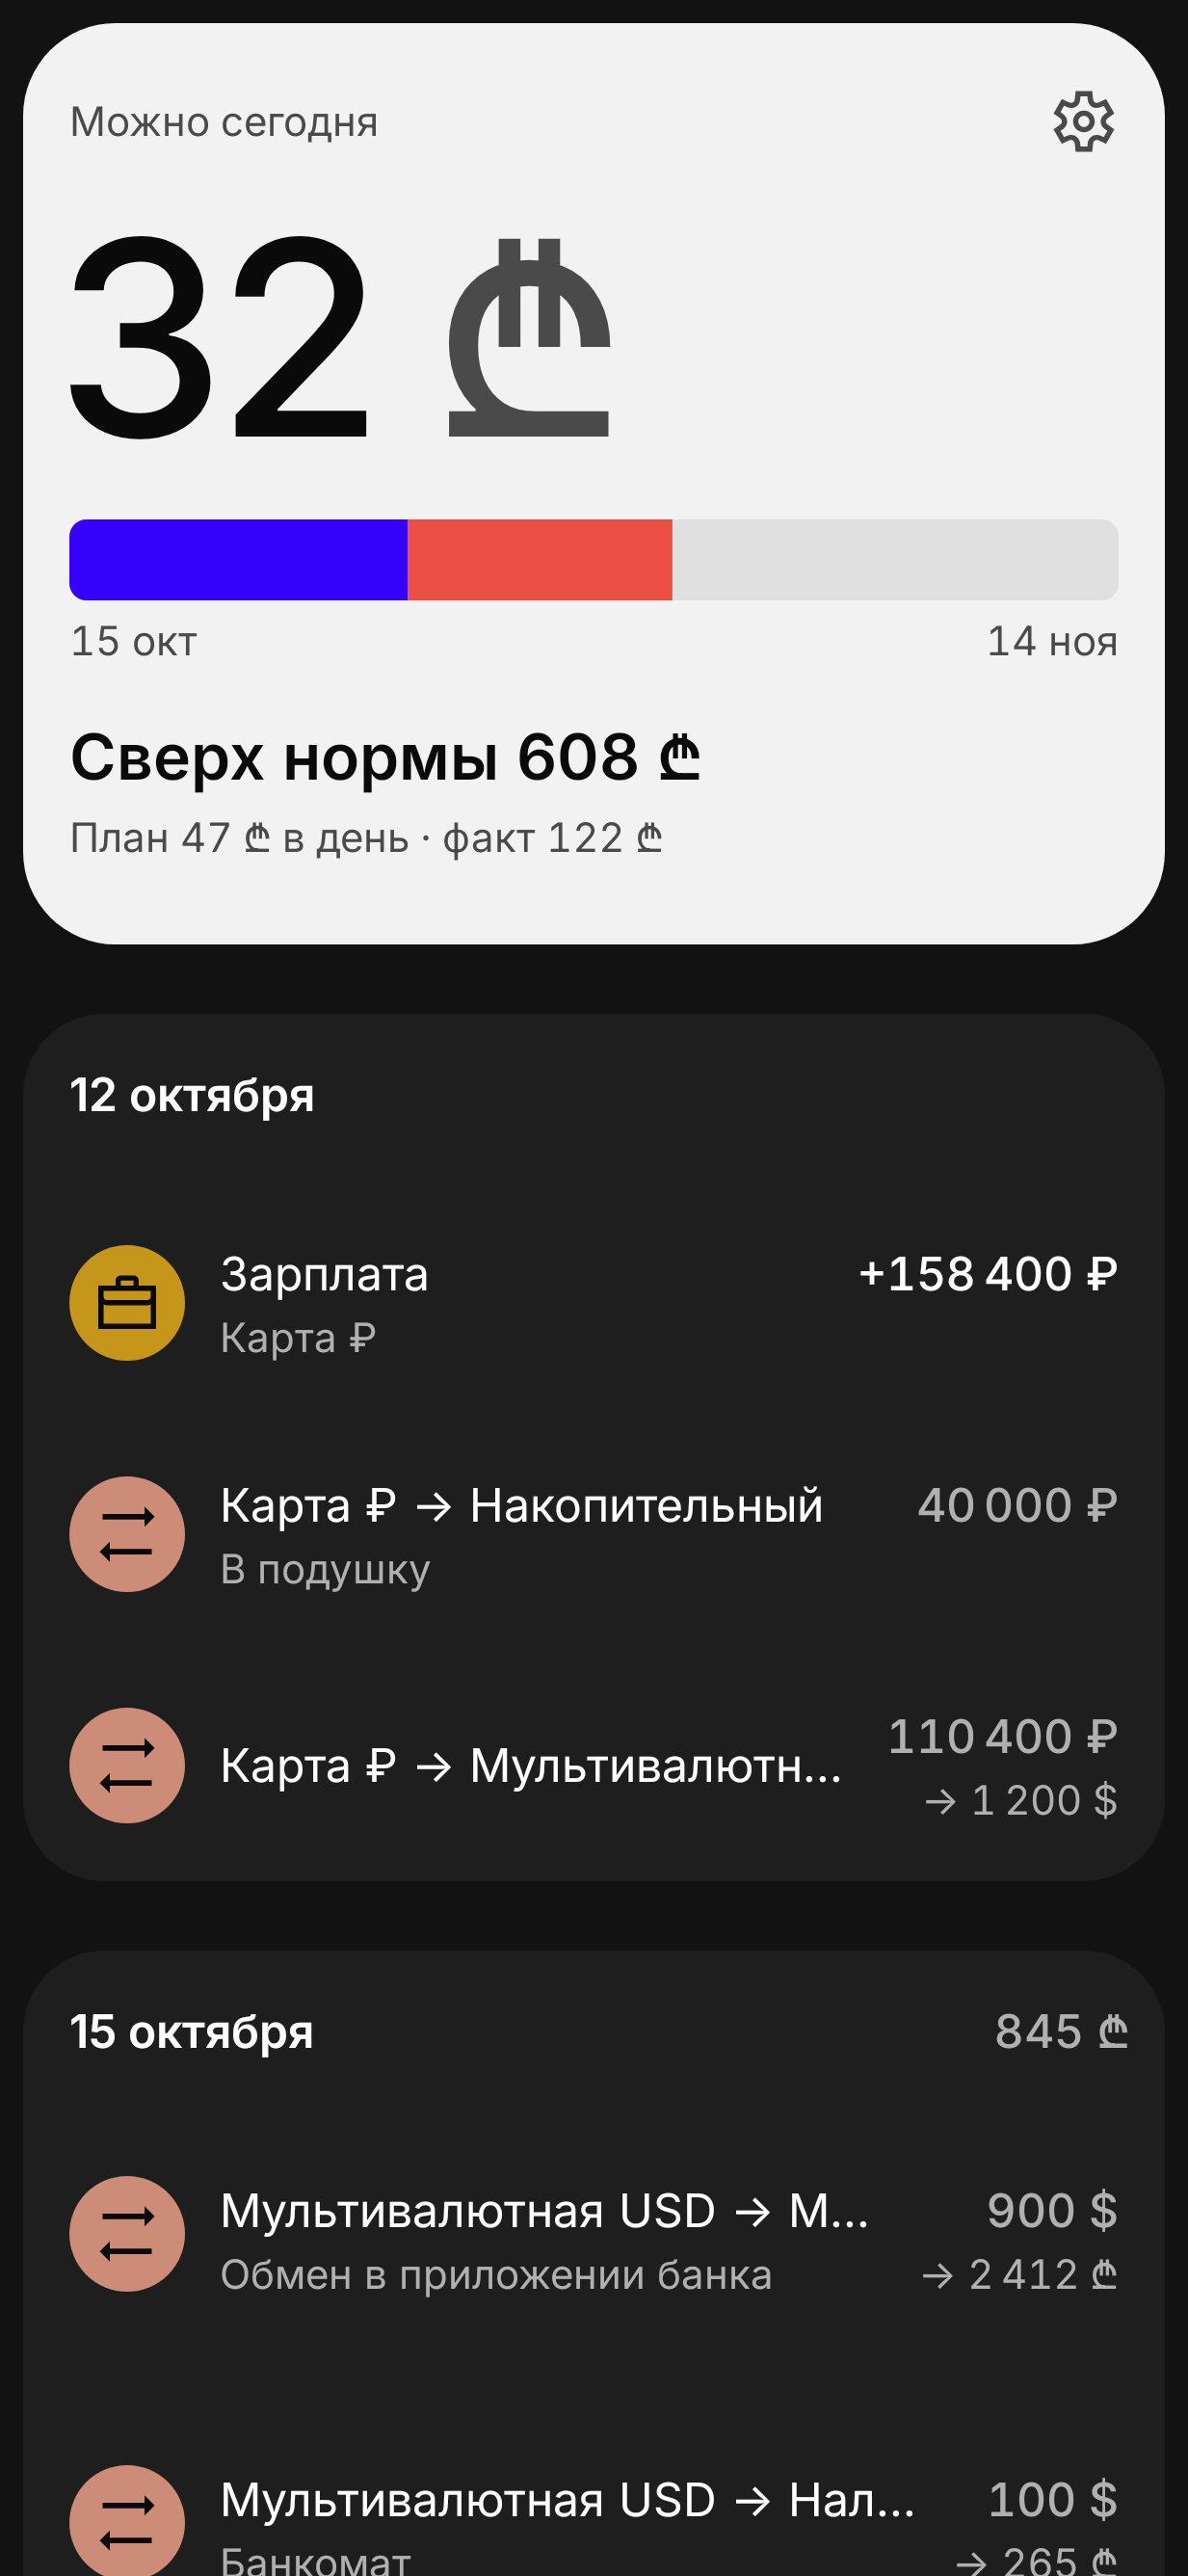 Можно сегодня
32 ₾
15 окт 14 ноя
Сверх нормы 608 ₾
План 47 ₾ в день · факт 122 ₾
12 октября
Зарплата +158 400 ₽
Карта ₽
Карта ₽ → Накопительный 40 000 ₽
В подушку
Карта ₽ → Мультивалютн... 110 400 ₽
→ 1 200 $
15 октября 845 ₾
Мультивалютная USD → М... 900 $
Обмен в приложении банка → 2 412 ₾
Мультивалютная USD → Нал... 100 $
Банкомат → 265 ₾